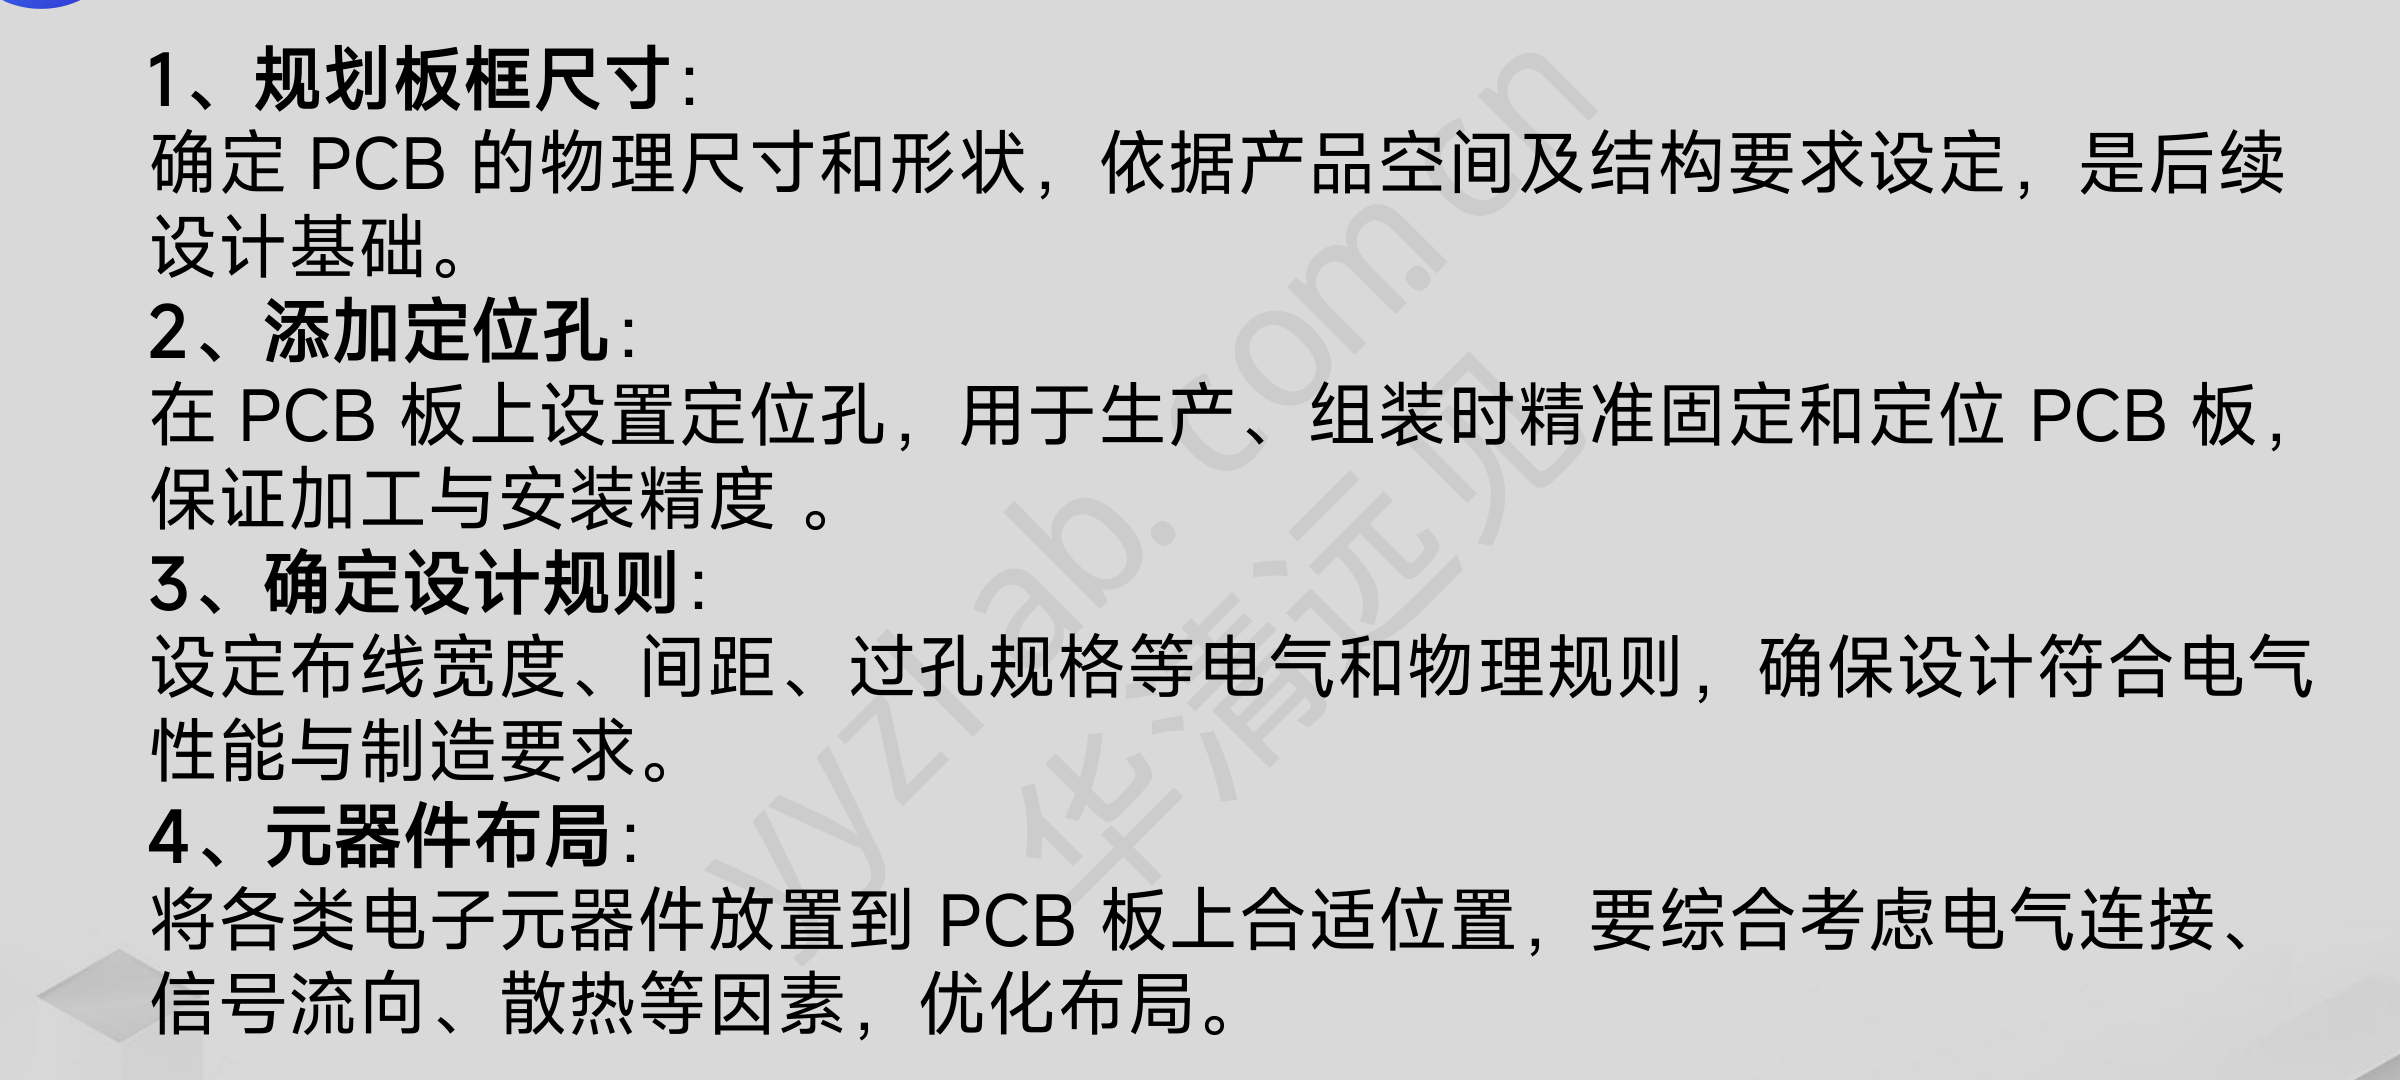 1、规划板框尺寸：
确定 PCB 的物理尺寸和形状，依据产品空间及结构要求设定，是后续
设计基础。
2、添加定位孔：
在 PCB 板上设置定位孔，用于生产、组装时精准固定和定位 PCB 板，
保证加工与安装精度 。
3、确定设计规则：
设定布线宽度、间距、过孔规格等电气和物理规则，确保设计符合电气
性能与制造要求。
4、元器件布局：
将各类电子元器件放置到 PCB 板上合适位置，要综合考虑电气连接、
信号流向、散热等因素，优化布局。
yyzlab.com.cn
华清远见